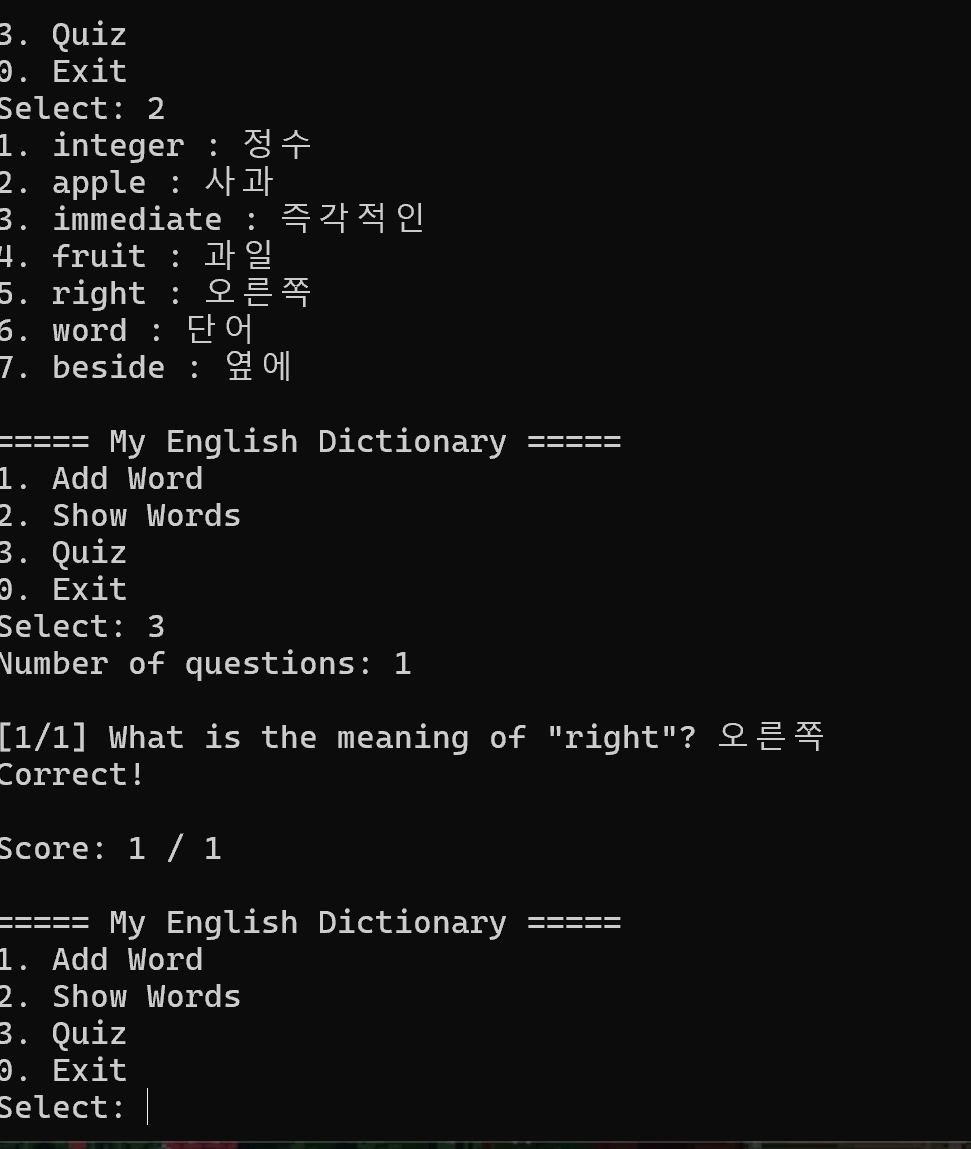 3. Quiz
0. Exit
Select: 2
1. integer : 정수
2. apple : 사과
3. immediate : 즉각적인
4. fruit : 과일
5. right : 오른쪽
6. word : 단어
7. beside : 옆에
===== My English Dictionary =====
1. Add Word
2. Show Words
3. Quiz
0. Exit
Select: 3
Number of questions: 1
[1/1] What is the meaning of "right"? 오른쪽
Correct!
Score: 1 / 1
===== My English Dictionary =====
1. Add Word
2. Show Words
3. Quiz
0. Exit
Select: